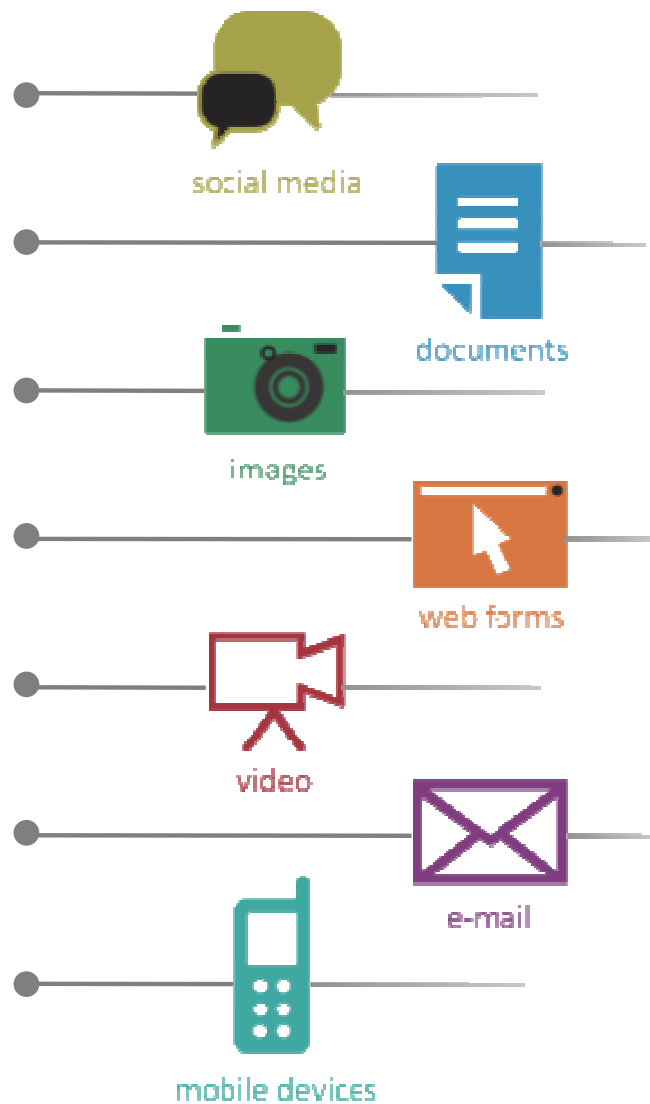 social media
documents
images
web forms
video
e-mail
mobile devices